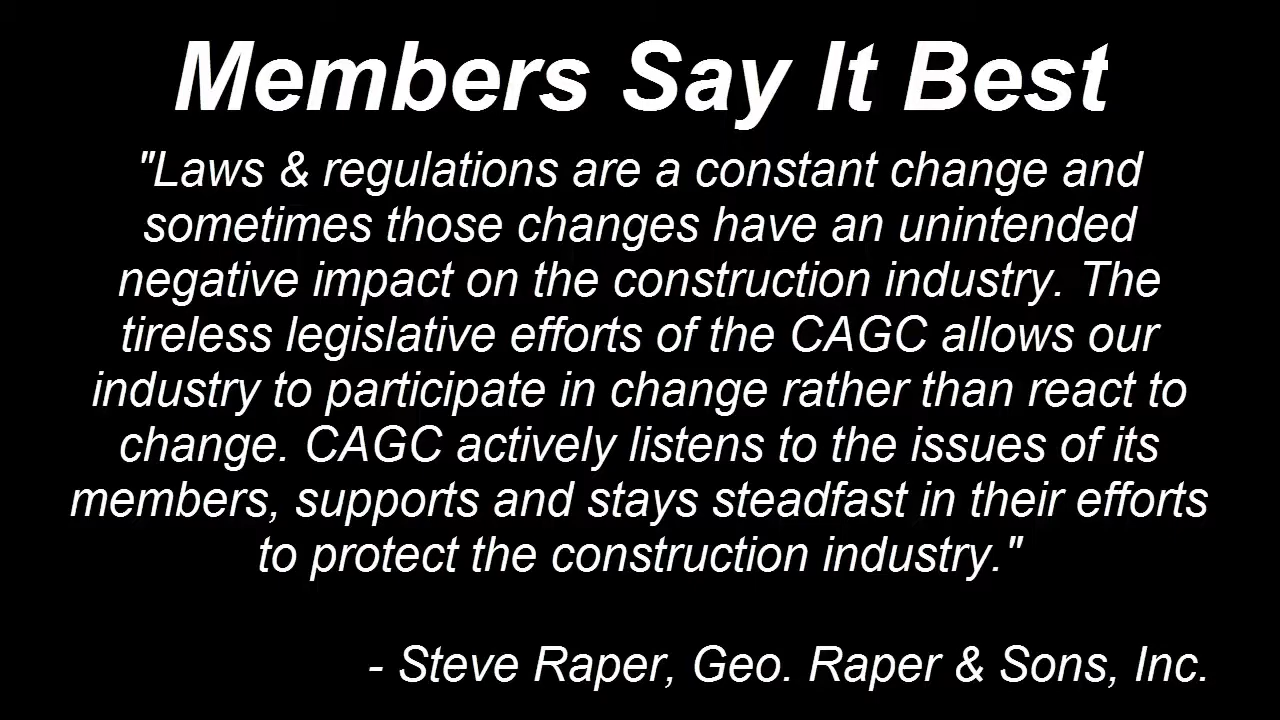 Members Say It Best
"Laws & regulations are a constant change and
sometimes those changes have an unintended
negative impact on the construction industry. The
tireless legislative efforts of the CAGC allows our
industry to participate in change rather than react to
change. CAGC actively listens to the issues of its
members, supports and stays steadfast in their efforts
to protect the construction industry."
- Steve Raper, Geo. Raper & Sons, Inc.